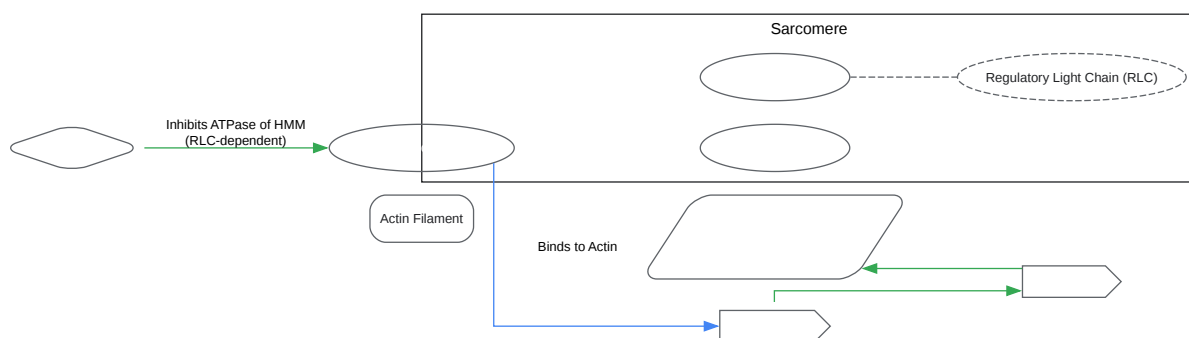 Sarcomere
Regulatory Light Chain (RLC)
Inhibits ATPase of HMM
(RLC-dependent)
Actin Filament
Binds to Actin